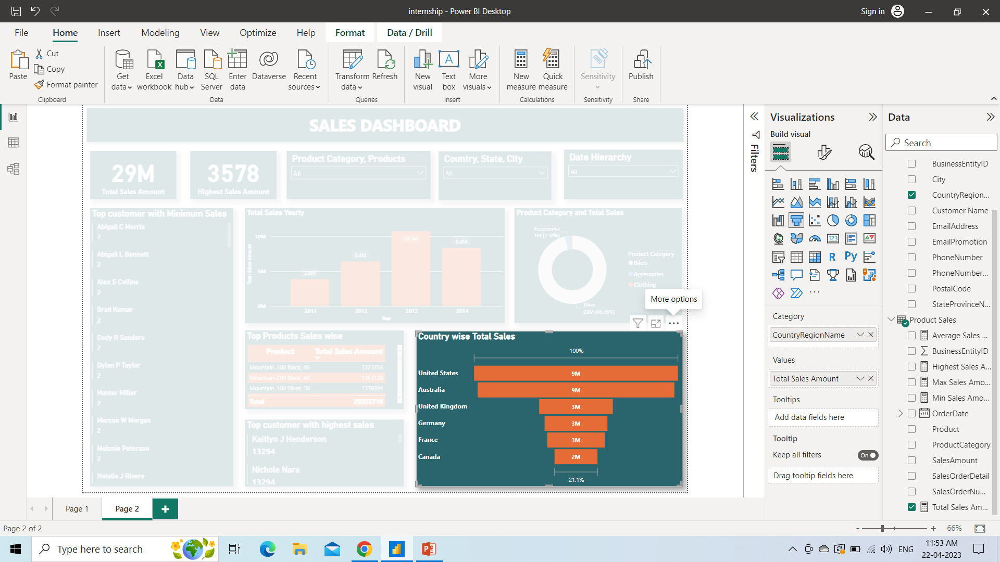 internship - Power BI Desktop
Sign in
File Home Insert Modeling View Optimize Help Format Data / Drill
Paste
Cut
Copy
Format painter
Clipboard
Get data
Excel workbook
Data hub
SQL Server
Enter data
Dataverse
Recent sources
Data
Transform data
Refresh
Queries
New visual
Text box
More visuals
Insert
New measure
Quick measure
Calculations
Sensitivity
Sensitivity
Publish
Share
SALES DASHBOARD
29M
Total Sales Amount
3578
Highest Sales Amount
Product Category, Products
All
Country, State, City
All
Date Hierarchy
All
Top customer with Minimum Sales
Abigail C Morris
2
Abigail L Bennett
2
Alex S Collins
2
Brad Kumar
2
Cody R Sanders
2
Dylan P Taylor
2
Hunter Miller
2
Marcus W Morgan
2
Melanie Peterson
2
Natalie J Rivera
Total Sales Yearly
Total Sales Amount
10M
5M
0M
3.9M
6.4M
10.7M
8.4M
2011 2012 2013 2014
Year
Product Category and Total Sales
Accessories
1M (2.38%)
Bikes
28M (96.46%)
Product Category
Bikes
Accessories
Clothing
More options
Top Products Sales wise
Product Total Sales Amount
Mountain-200 Black, 46 1373454
Mountain-200 Black, 42 1363128
Mountain-200 Silver, 38 1339394
Total 29355710
Top customer with highest sales
Kaitlyn J Henderson
13294
Nichole Nara
13294
Country wise Total Sales
100%
United States 9M
Australia 9M
United Kingdom 3M
Germany 3M
France 3M
Canada 2M
21.1%
Filters
Visualizations
Build visual
R
Py
123
Category
CountryRegionName
Values
Total Sales Amount
Tooltips
Add data fields here
Tooltip
Keep all filters On
Drag tooltip fields here
Data
Search
BusinessEntityID
City
CountryRegion...
Customer Name
EmailAddress
EmailPromotion
PhoneNumber
PhoneNumber...
PostalCode
StateProvinceN...
Product Sales
Average Sales ...
BusinessEntityID
Highest Sales A...
Max Sales Amo...
Min Sales Amo...
OrderDate
Product
ProductCategory
SalesAmount
SalesOrderDetail
SalesOrderNu...
Total Sales Am...
Page 1 Page 2
Page 2 of 2
66%
Type here to search
ENG
11:53 AM
22-04-2023